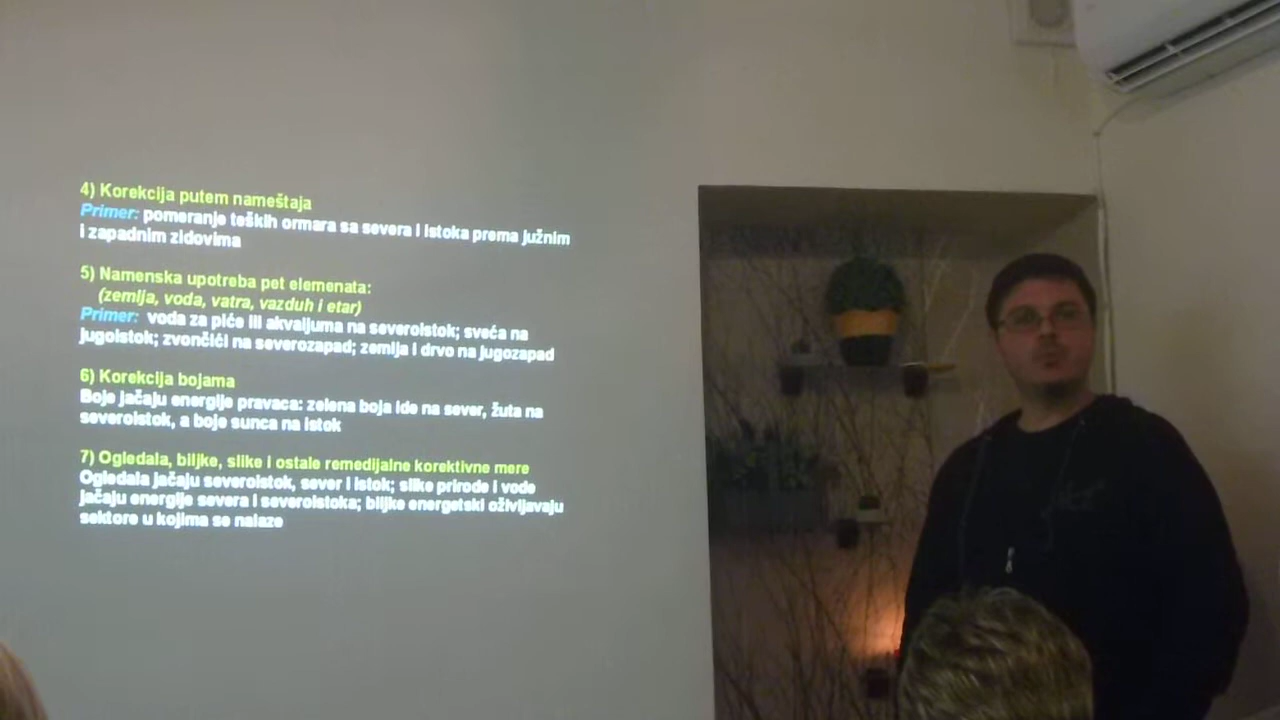 4) Korekcija putem nameštaja
Primer: pomeranje teških ormara sa severa i istoka prema južnim
i zapadnim zidovima
5) Namenska upotreba pet elemenata:
(zemlja, voda, vatra, vazduh i etar)
Primer: voda za piće ili akvaijuma na severoistok; sveća na
jugoistok; zvončići na severozapad; zemlja i drvo na jugozapad
6) Korekcija bojama
Boje jačaju energije pravaca: zelena boja ide na sever, žuta na
severoistok, a boje sunca na istok
7) Ogledala, biljke, slike i ostale remedijalne korektivne mere
Ogledala jačaju severoistok, sever i istok; slike prirode i vode
jačaju energije severa i severoistoka; biljke energetski oživljavaju
sektore u kojima se nalaze